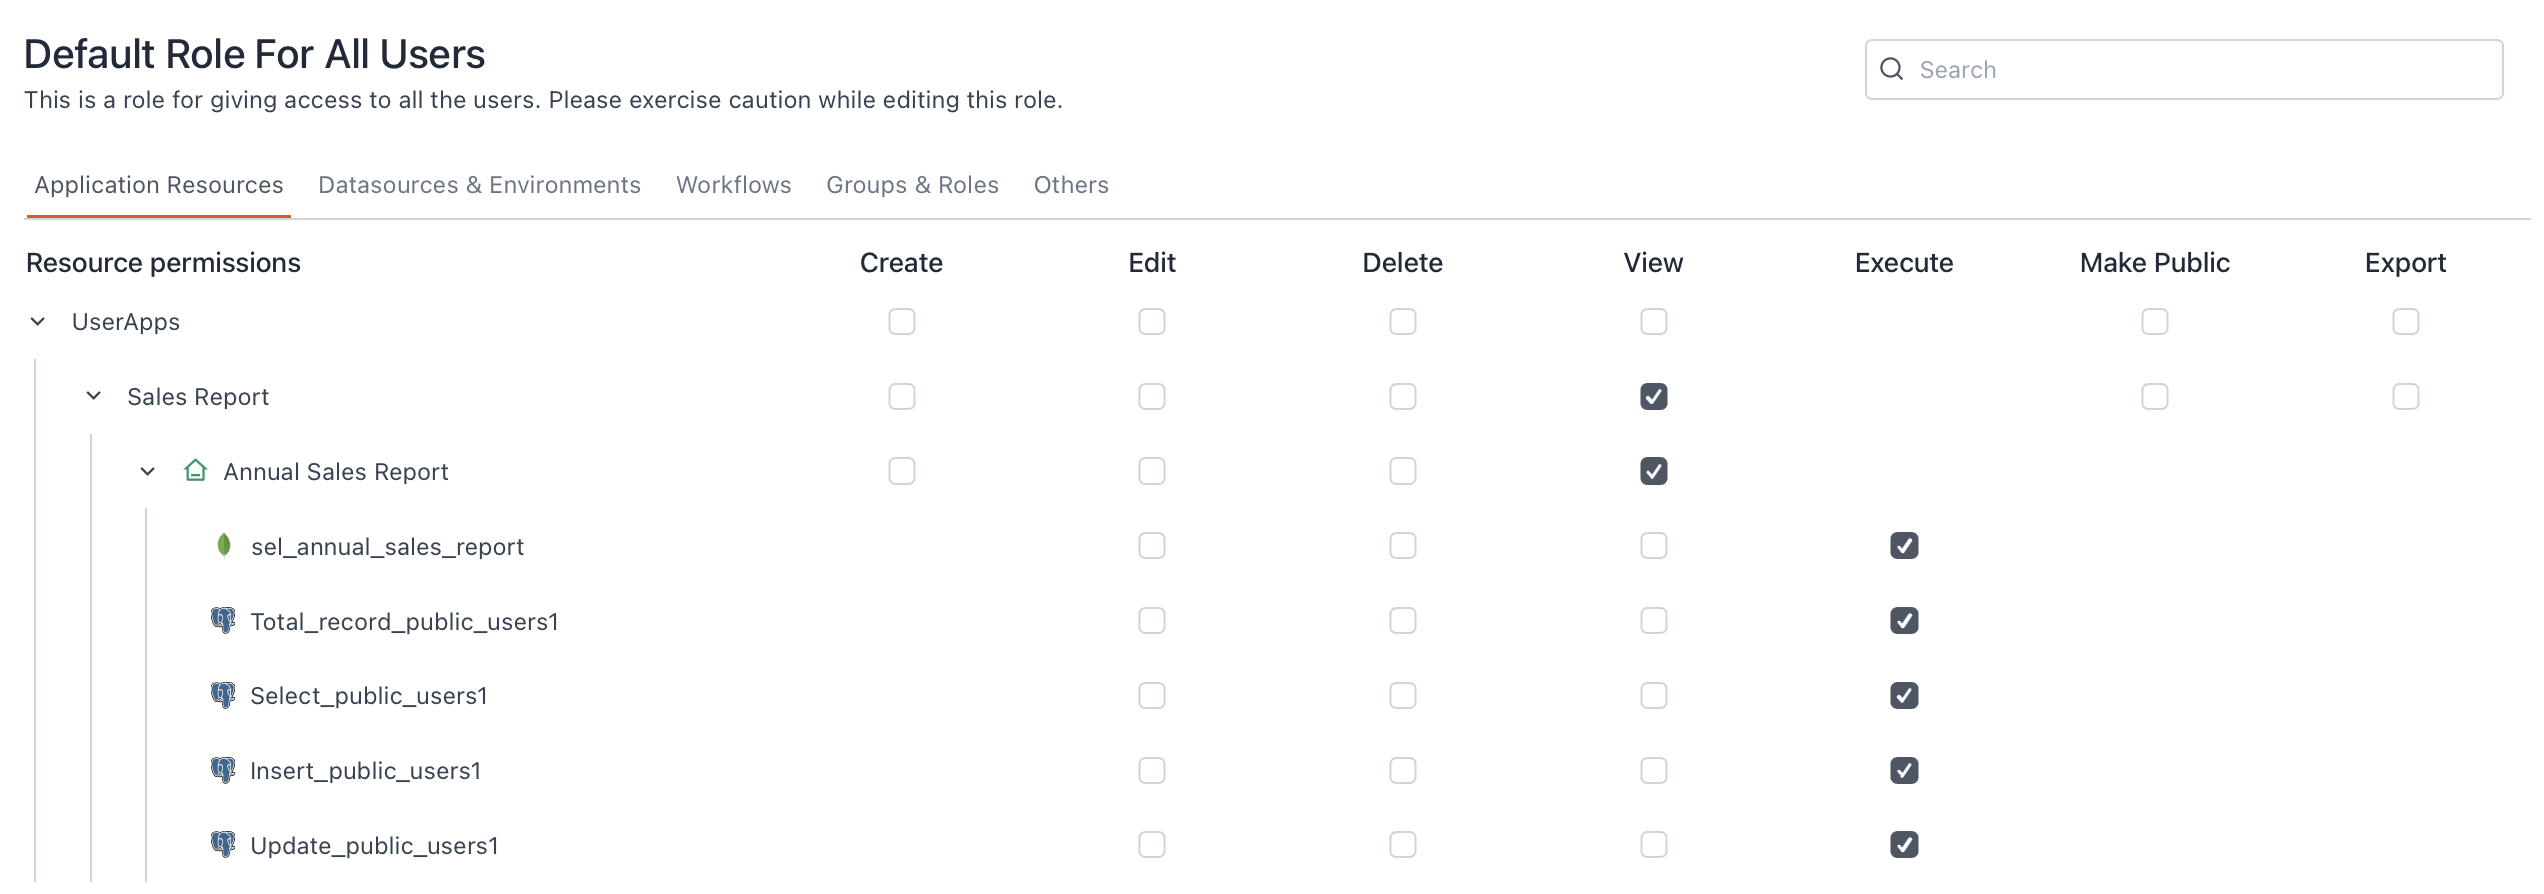 Default Role For All Users
Search
This is a role for giving access to all the users. Please exercise caution while editing this role.
Application Resources Datasources & Environments Workflows Groups & Roles Others
Resource permissions Create Edit Delete View Execute Make Public Export
UserApps
Sales Report
Annual Sales Report
sel_annual_sales_report
Total_record_public_users1
Select_public_users1
Insert_public_users1
Update_public_users1